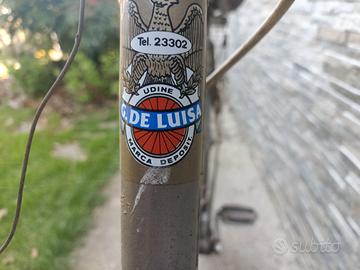 Tel. 23302
UDINE
G. DE LUISA
MARCA DEPOSIT
subito